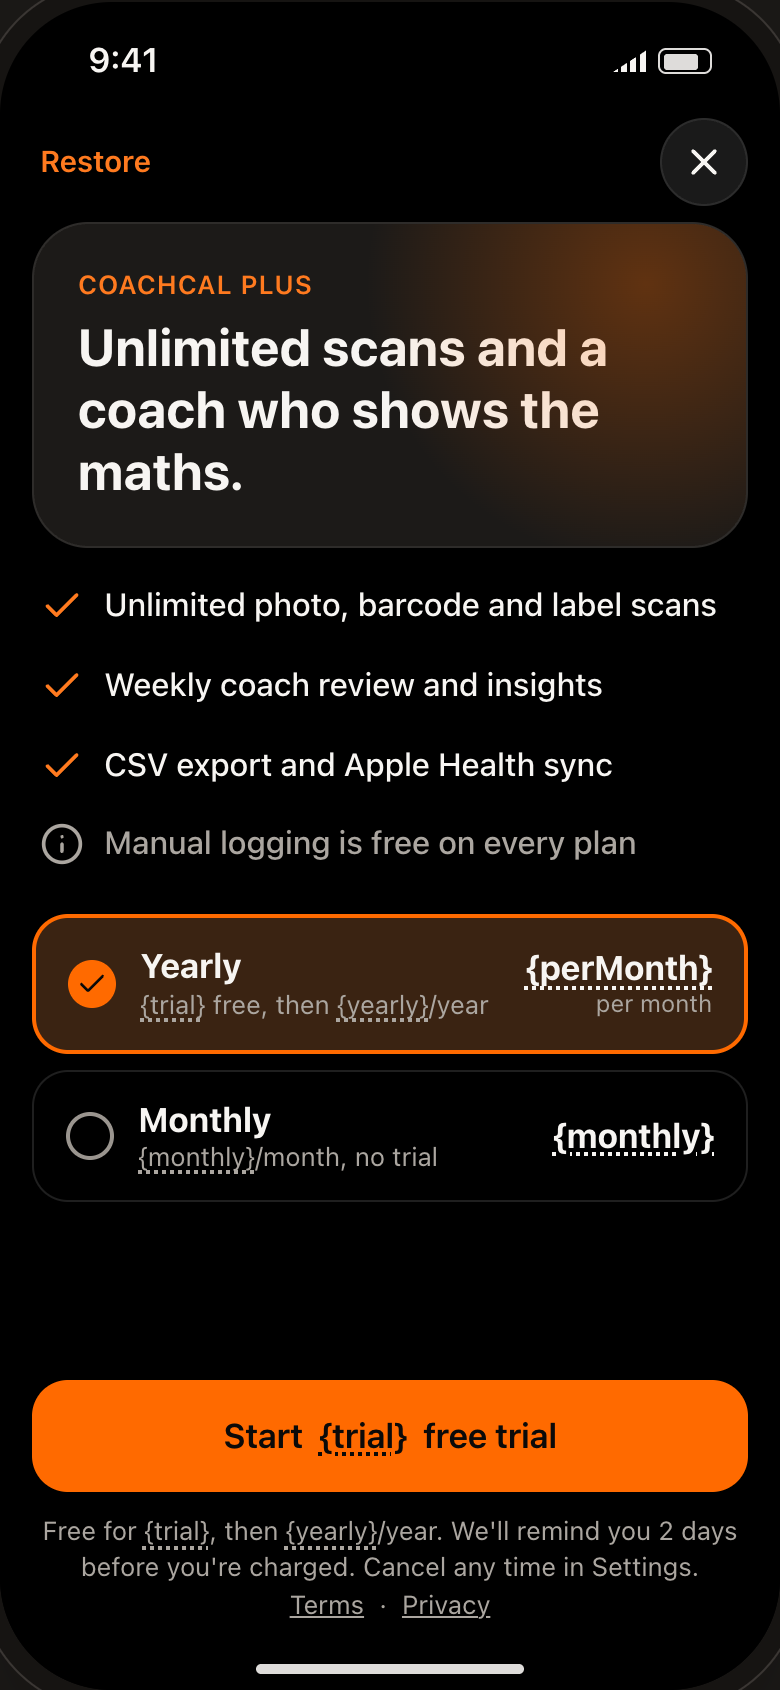 9:41
Restore
COACHCAL PLUS
Unlimited scans and a
coach who shows the
maths.
Unlimited photo, barcode and label scans
Weekly coach review and insights
CSV export and Apple Health sync
Manual logging is free on every plan
Yearly
{trial} free, then {yearly}/year
{perMonth}
per month
Monthly
{monthly}/month, no trial
{monthly}
Start {trial} free trial
Free for {trial}, then {yearly}/year. We'll remind you 2 days
before you're charged. Cancel any time in Settings.
Terms · Privacy